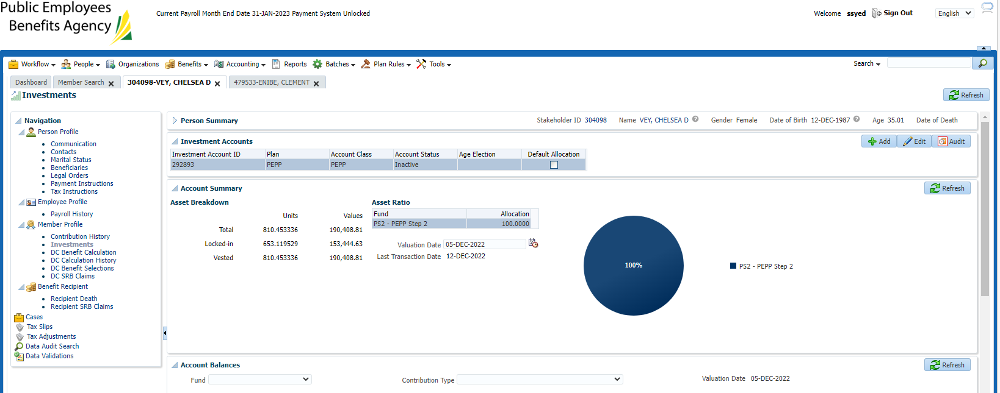 Public Employees
Benefits Agency
Current Payroll Month End Date 31-JAN-2023 Payment System Unlocked
Welcome ssyed Sign Out English
Workflow People Organizations Benefits Accounting Reports Batches Plan Rules Tools Search
Dashboard Member Search 304098-VEY, CHELSEA D 479533-ENIBE, CLEMENT
Investments
Refresh
Navigation
Person Profile
Communication
Contacts
Marital Status
Beneficiaries
Legal Orders
Payment Instructions
Tax Instructions
Employee Profile
Payroll History
Member Profile
Contribution History
Investments
DC Benefit Calculation
DC Calculation History
DC Benefit Selections
DC SRB Claims
Benefit Recipient
Recipient Death
Recipient SRB Claims
Cases
Tax Slips
Tax Adjustments
Data Audit Search
Data Validations
Person Summary
Stakeholder ID 304098 Name VEY, CHELSEA D Gender Female Date of Birth 12-DEC-1987 Age 35.01 Date of Death
Investment Accounts
Add Edit Audit
Investment Account ID Plan Account Class Account Status Age Election Default Allocation
292893 PEPP PEPP Inactive
Account Summary
Refresh
Asset Breakdown
Units Values
Total 810.453336 190,408.81
Locked-in 653.119529 153,444.63
Vested 810.453336 190,408.81
Asset Ratio
Fund Allocation
PS2 - PEPP Step 2 100.0000
Valuation Date 05-DEC-2022
Last Transaction Date 12-DEC-2022
100%
PS2 - PEPP Step 2
Account Balances
Refresh
Fund Contribution Type Valuation Date 05-DEC-2022